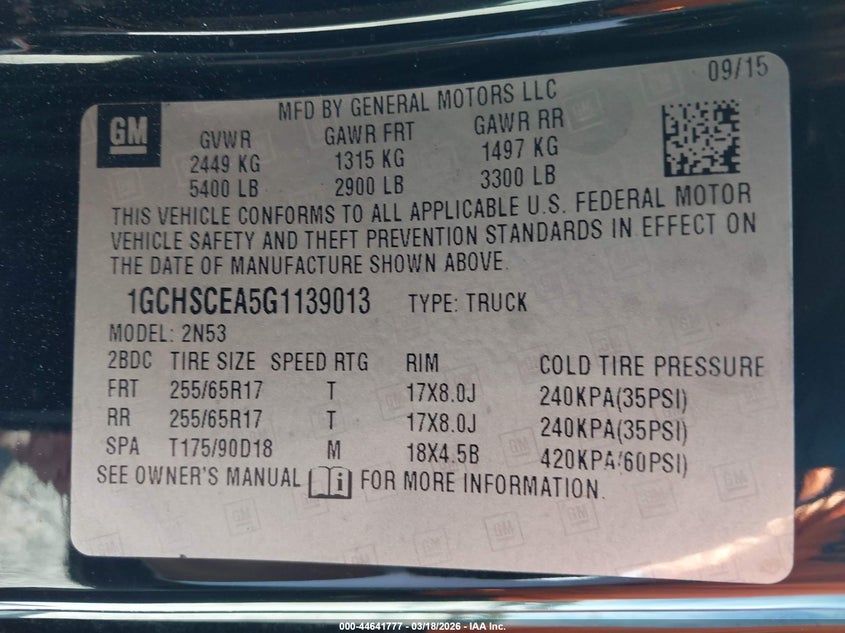 09/15
MFD BY GENERAL MOTORS LLC
GM
GVWR GAWR FRT GAWR RR
2449 KG 1315 KG 1497 KG
5400 LB 2900 LB 3300 LB
THIS VEHICLE CONFORMS TO ALL APPLICABLE U.S. FEDERAL MOTOR
VEHICLE SAFETY AND THEFT PREVENTION STANDARDS IN EFFECT ON
THE DATE OF MANUFACTURE SHOWN ABOVE.
1GCHSCEA5G1139013 TYPE: TRUCK
MODEL: 2N53
2BDC TIRE SIZE SPEED RTG RIM COLD TIRE PRESSURE
FRT 255/65R17 T 17X8.0J 240KPA(35PSI)
RR 255/65R17 T 17X8.0J 240KPA(35PSI)
SPA T175/90D18 M 18X4.5B 420KPA/60PSI)
SEE OWNER'S MANUAL i FOR MORE INFORMATION.
000-44641777 - 03/18/2026 - IAA Inc.